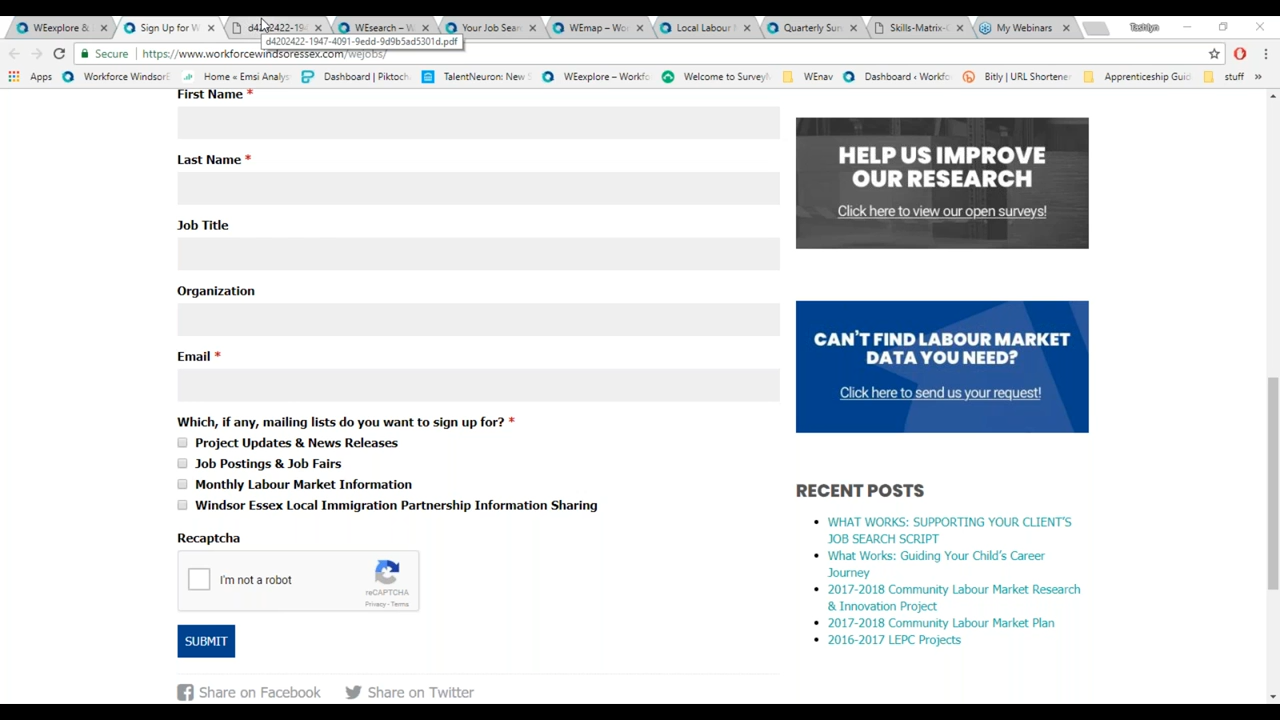 WEexplore &
Sign Up for W
d4202422-19
WEsearch – W
Your Job Sear
WEmap – Wo
Local Labour M
Quarterly Sur
Skills-Matrix-
My Webinars
Tashlyn
d4202422-1947-4091-9edd-9d9b5ad5301d.pdf
Secure https://www.workforcewindsoressex.com/wejobs/
Apps
Workforce WindsorE
Home « Emsi Analys
Dashboard | Piktoch
TalentNeuron: New S
WEexplore – Workfo
Welcome to Survey
WEnav
Dashboard ‹ Workfo
Bitly | URL Shortene
Apprenticeship Guid
stuff
»
First Name *
Last Name *
Job Title
Organization
Email *
Which, if any, mailing lists do you want to sign up for? *
Project Updates & News Releases
Job Postings & Job Fairs
Monthly Labour Market Information
Windsor Essex Local Immigration Partnership Information Sharing
Recaptcha
I'm not a robot
reCAPTCHA
Privacy - Terms
SUBMIT
Share on Facebook
Share on Twitter
HELP US IMPROVE
OUR RESEARCH
Click here to view our open surveys!
CAN'T FIND LABOUR MARKET
DATA YOU NEED?
Click here to send us your request!
RECENT POSTS
WHAT WORKS: SUPPORTING YOUR CLIENT'S
JOB SEARCH SCRIPT
What Works: Guiding Your Child's Career
Journey
2017-2018 Community Labour Market Research
& Innovation Project
2017-2018 Community Labour Market Plan
2016-2017 LEPC Projects